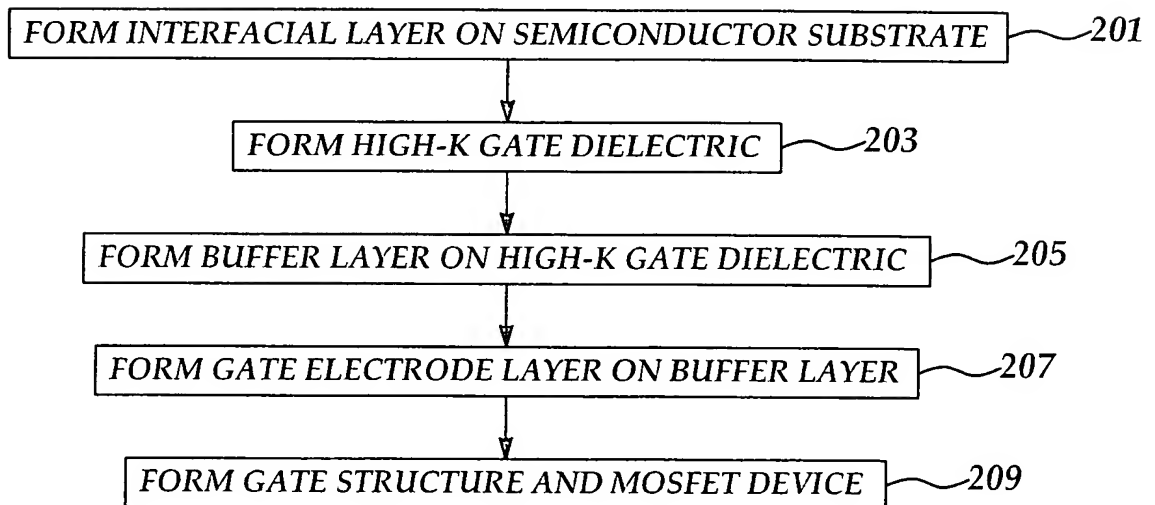 FORM INTERFACIAL LAYER ON SEMICONDUCTOR SUBSTRATE 201
FORM HIGH-K GATE DIELECTRIC 203
FORM BUFFER LAYER ON HIGH-K GATE DIELECTRIC 205
FORM GATE ELECTRODE LAYER ON BUFFER LAYER 207
FORM GATE STRUCTURE AND MOSFET DEVICE 209